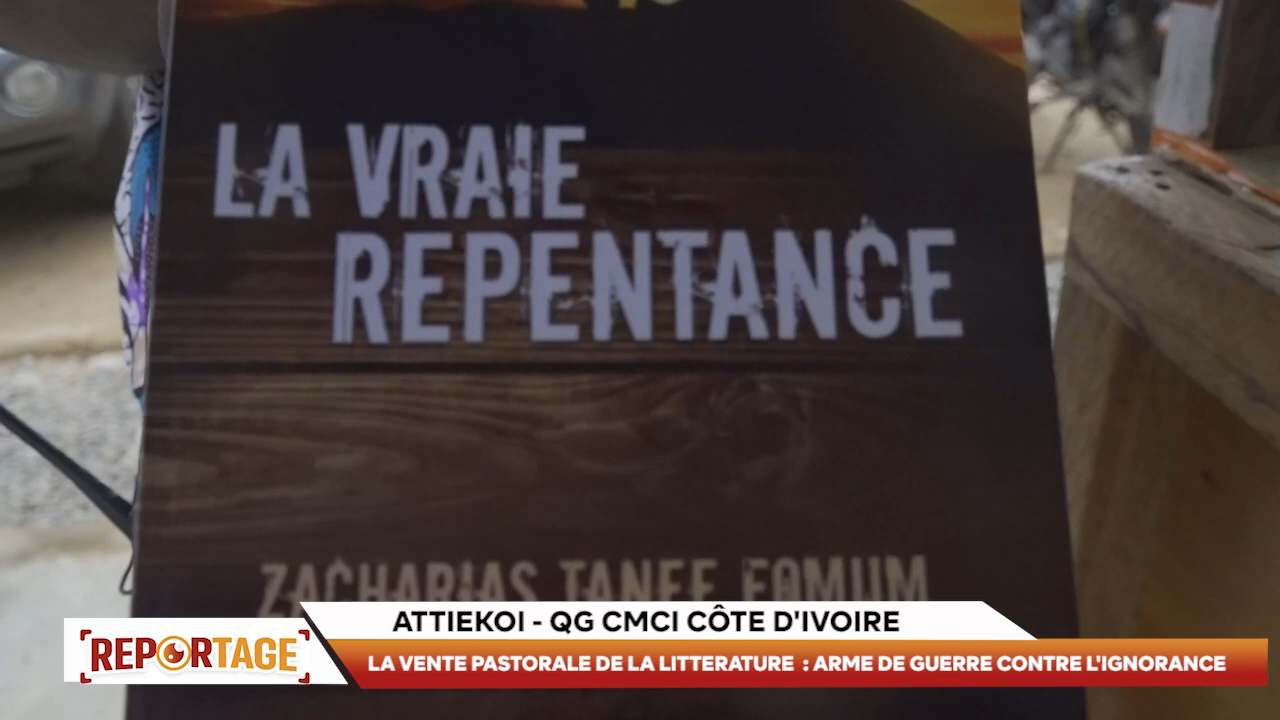 LA VRAIE
REPENTANCE
ZACHARIAS TANEE FOMUM
ATTIEKOI - QG CMCI CÔTE D'IVOIRE
REPORTAGE
LA VENTE PASTORALE DE LA LITTERATURE : ARME DE GUERRE CONTRE L'IGNORANCE